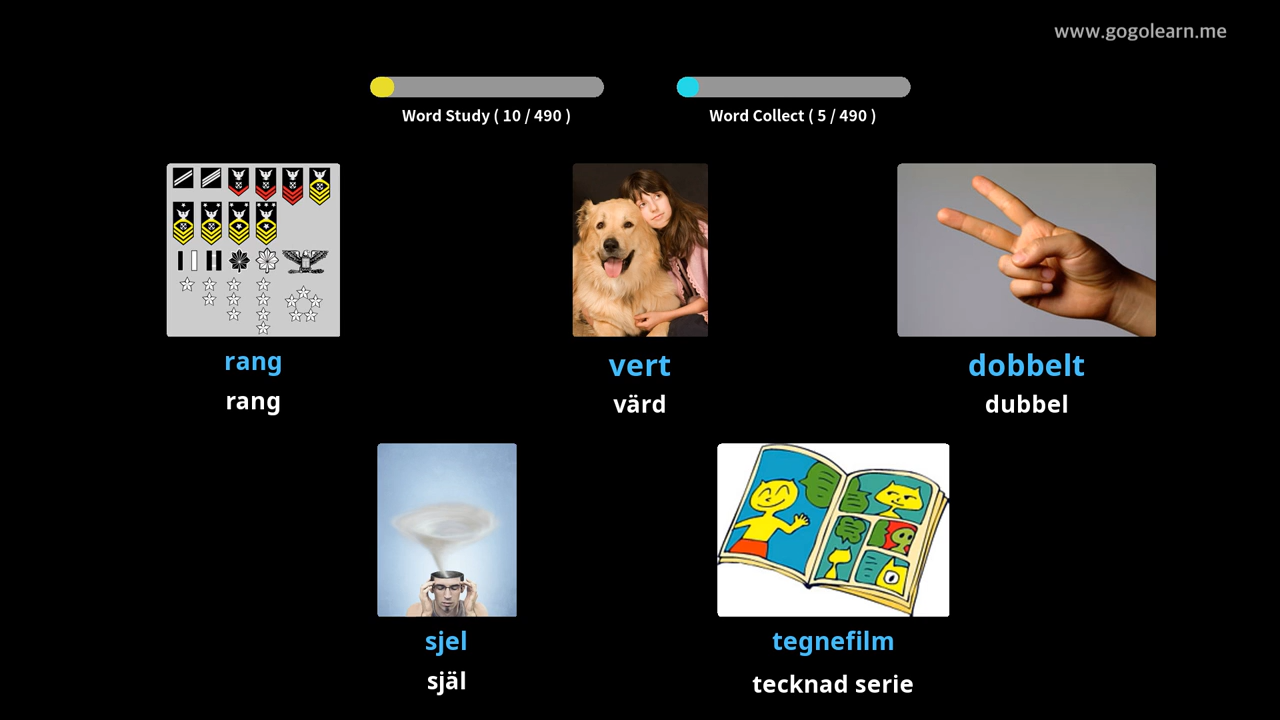 www.gogolearn.me
Word Study ( 10 / 490 )
Word Collect ( 5 / 490 )
rang
rang
vert
värd
dobbelt
dubbel
sjel
själ
tegnefilm
tecknad serie